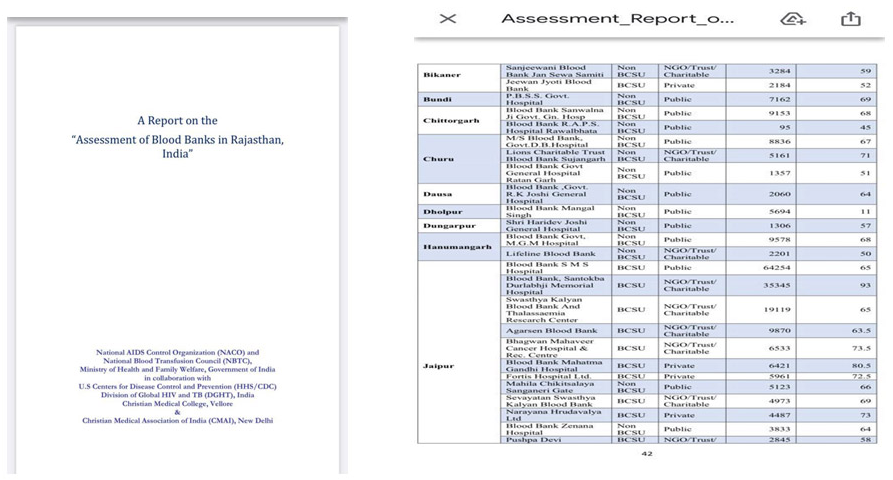 A Report on the
“Assessment of Blood Banks in Rajasthan,
India”
National AIDS Control Organization (NACO) and
National Blood Transfusion Council (NBTC),
Ministry of Health and Family Welfare, Government of India
in collaboration with
U.S Centers for Disease Control and Prevention (HHS/CDC)
Division of Global HIV and TB (DGHT), India
Christian Medical College, Vellore
&
Christian Medical Association of India (CMAI), New Delhi
Assessment_Report_o...
Bikaner
Sanjeewani Blood Bank Jan Sewa Samiti Non BCSU NGO/Trust/ Charitable 3284 59
Jeewan Jyoti Blood Bank Non BCSU Private 2184 52
Bundi P.B.S.S. Govt. Hospital Non BCSU Public 7162 69
Chittorgarh
Blood Bank Sanwalna Ji Govt. Gn. Hosp Non BCSU Public 9153 68
Blood Bank R.A.P.S. Hospital Rawalbhata Non BCSU Public 95 45
Churu
M/S Blood Bank, Govt.D.B.Hospital Non BCSU Public 8836 67
Lions Charitable Trust Blood Bank Sujangarh Non BCSU NGO/Trust/ Charitable 5161 71
Blood Bank Govt General Hospital Ratan Garh Non BCSU Public 1357 51
Dausa Blood Bank ,Govt. R.K Joshi General Hospital Non BCSU Public 2060 64
Dholpur Blood Bank Mangal Singh Non BCSU Public 5694 11
Dungarpur Shri Haridev Joshi General Hospital Non BCSU Public 1306 57
Hanumangarh
Blood Bank Govt, M.G.M Hospital Non BCSU Public 9578 68
Lifeline Blood Bank Non BCSU NGO/Trust/ Charitable 2201 50
Jaipur
Blood Bank S M S Hospital BCSU Public 64254 65
Blood Bank, Santokba Durlabhji Memorial Hospital BCSU NGO/Trust/ Charitable 35345 93
Swasthya Kalyan Blood Bank And Thalassaemia Research Center BCSU NGO/Trust/ Charitable 19119 65
Agarsen Blood Bank BCSU NGO/Trust/ Charitable 9870 63.5
Bhagwan Mahaveer Cancer Hospital & Rec. Centre BCSU NGO/Trust/ Charitable 6533 73.5
Blood Bank Mahatma Gandhi Hospital BCSU Private 6421 80.5
Fortis Hospital Ltd. BCSU Private 5961 72.5
Mahila Chikitsalaya Sanganeri Gate Non BCSU Public 5123 66
Sevayatan Swasthya Kalyan Blood Bank BCSU NGO/Trust/ Charitable 4973 69
Narayana Hrudavalya Ltd BCSU Private 4487 73
Blood Bank Zenana Hospital Non BCSU Public 3833 64
Pushpa Devi BCSU NGO/Trust/ 2845 58
42